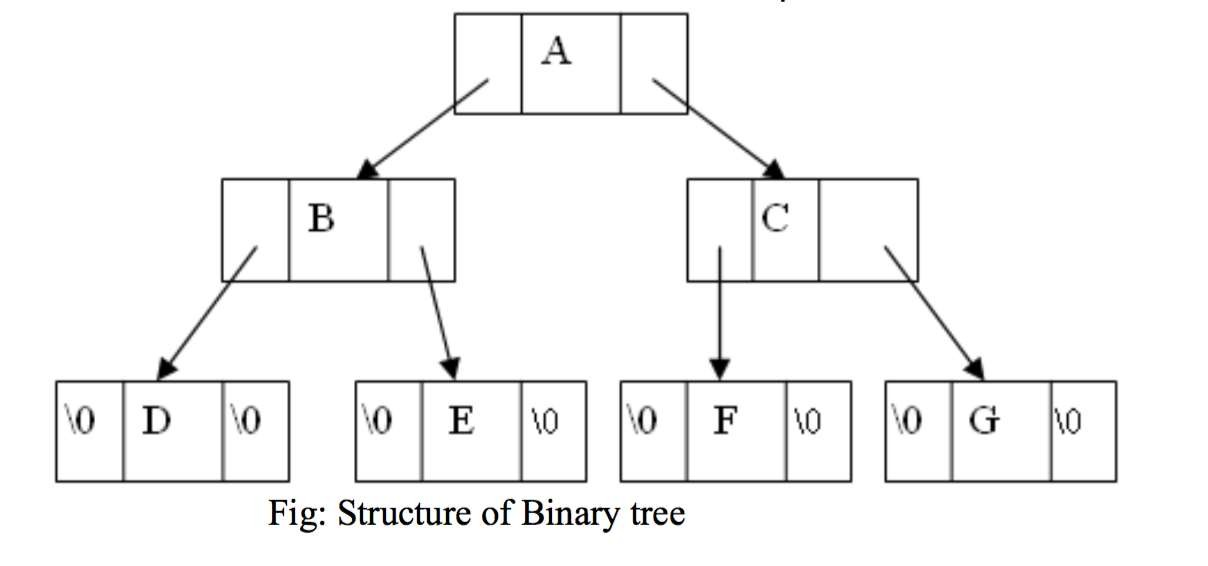 A
B
C
\0 D \0
\0 E \0
\0 F \0
\0 G \0
Fig: Structure of Binary tree